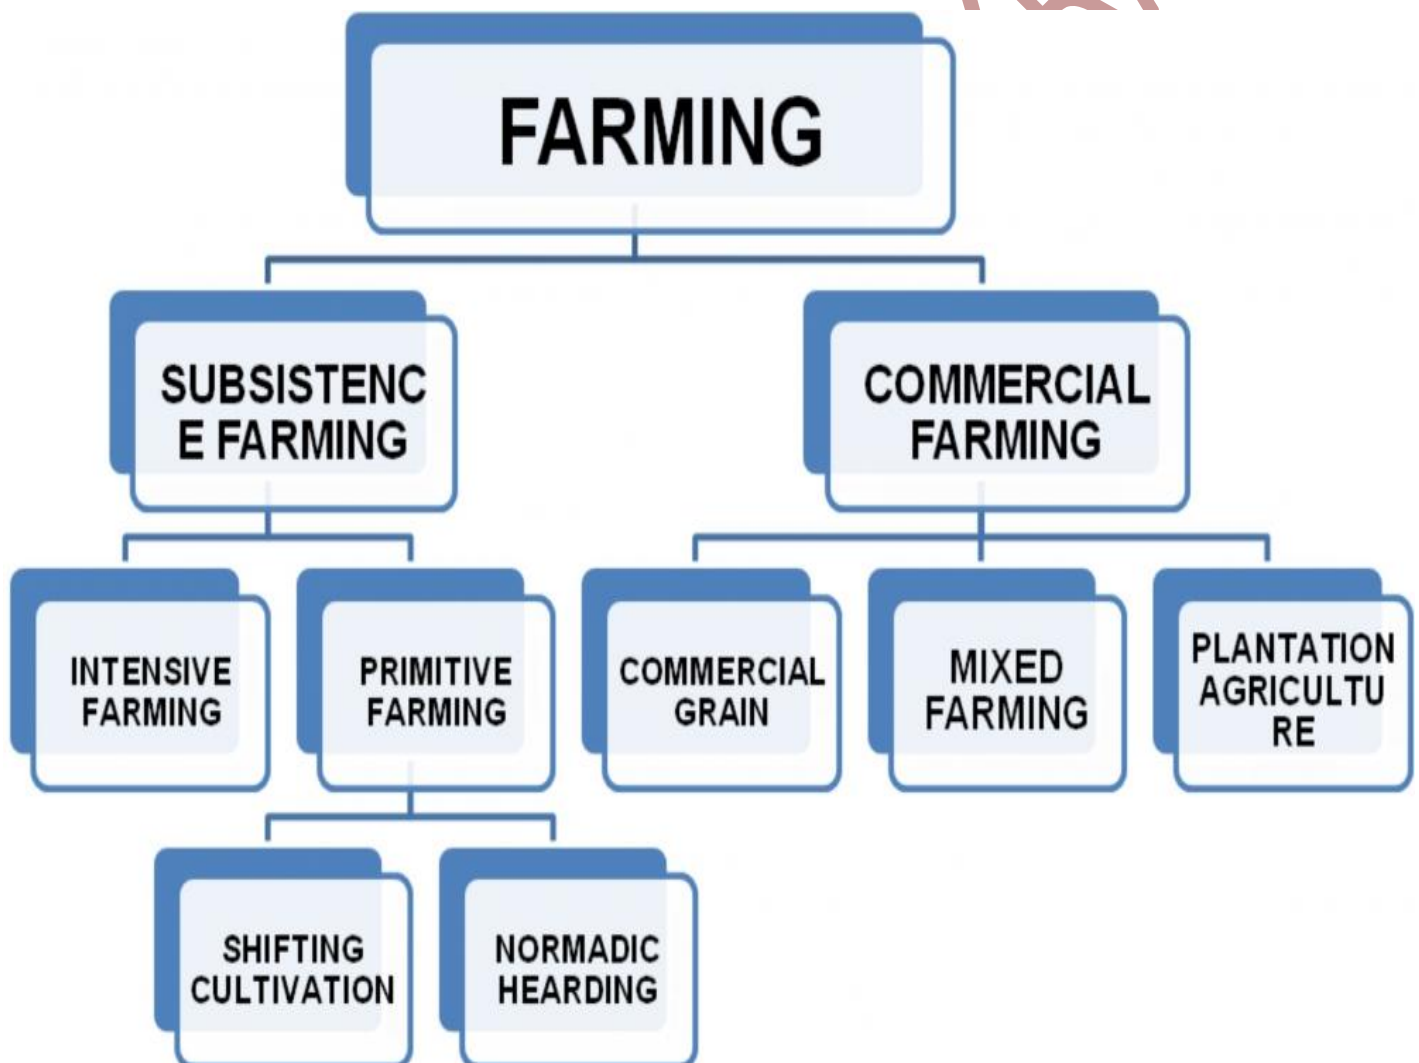 FARMING
SUBSISTENC
E FARMING
COMMERCIAL
FARMING
INTENSIVE
FARMING
PRIMITIVE
FARMING
COMMERCIAL
GRAIN
MIXED
FARMING
PLANTATION
AGRICULTU
RE
SHIFTING
CULTIVATION
NORMADIC
HEARDING